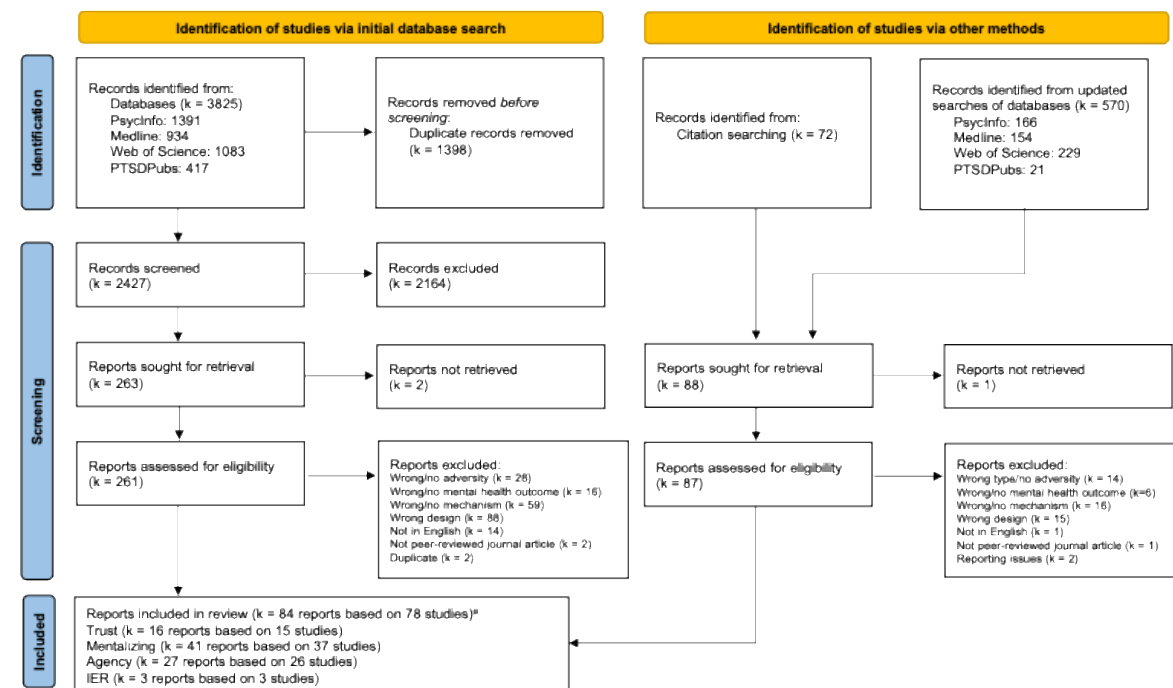 Identification of studies via initial database search
Identification of studies via other methods
Identification
Records identified from:
Databases (k = 3825)
PsycInfo: 1391
Medline: 934
Web of Science: 1083
PTSDPubs: 417
Records removed before
screening:
Duplicate records removed
(k = 1398)
Records identified from:
Citation searching (k = 72)
Records identified from updated
searches of databases (k = 570)
PsycInfo: 166
Medline: 154
Web of Science: 229
PTSDPubs: 21
Screening
Records screened
(k = 2427)
Records excluded
(k = 2164)
Reports sought for retrieval
(k = 263)
Reports not retrieved
(k = 2)
Reports sought for retrieval
(k = 88)
Reports not retrieved
(k = 1)
Reports assessed for eligibility
(k = 261)
Reports excluded:
Wrong/no adversity (k = 28)
Wrong/no mental health outcome (k = 16)
Wrong/no mechanism (k = 59)
Wrong design (k = 88)
Not in English (k = 14)
Not peer-reviewed journal article (k = 2)
Duplicate (k = 2)
Reports assessed for eligibility
(k = 87)
Reports excluded:
Wrong type/no adversity (k = 14)
Wrong/no mental health outcome (k=6)
Wrong/no mechanism (k = 16)
Wrong design (k = 15)
Not in English (k = 1)
Not peer-reviewed journal article (k = 1)
Reporting issues (k = 2)
Included
Reports included in review (k = 84 reports based on 78 studies)ª
Trust (k = 16 reports based on 15 studies)
Mentalizing (k = 41 reports based on 37 studies)
Agency (k = 27 reports based on 26 studies)
IER (k = 3 reports based on 3 studies)